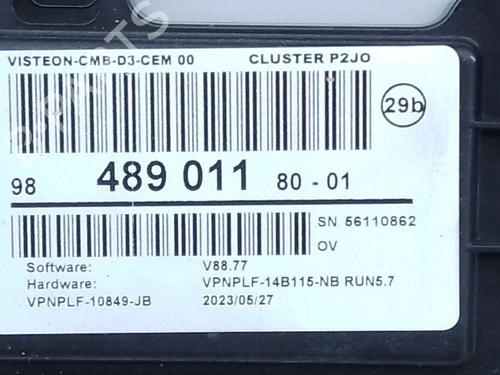 VISTEON-CMB-D3-CEM 00 CLUSTER P2JO
29b
98 489 011 80 - 01
SN 56110862
OV
Software: V88.77
Hardware: VPNPLF-14B115-NB RUN5.7
VPNPLF-10849-JB 2023/05/27